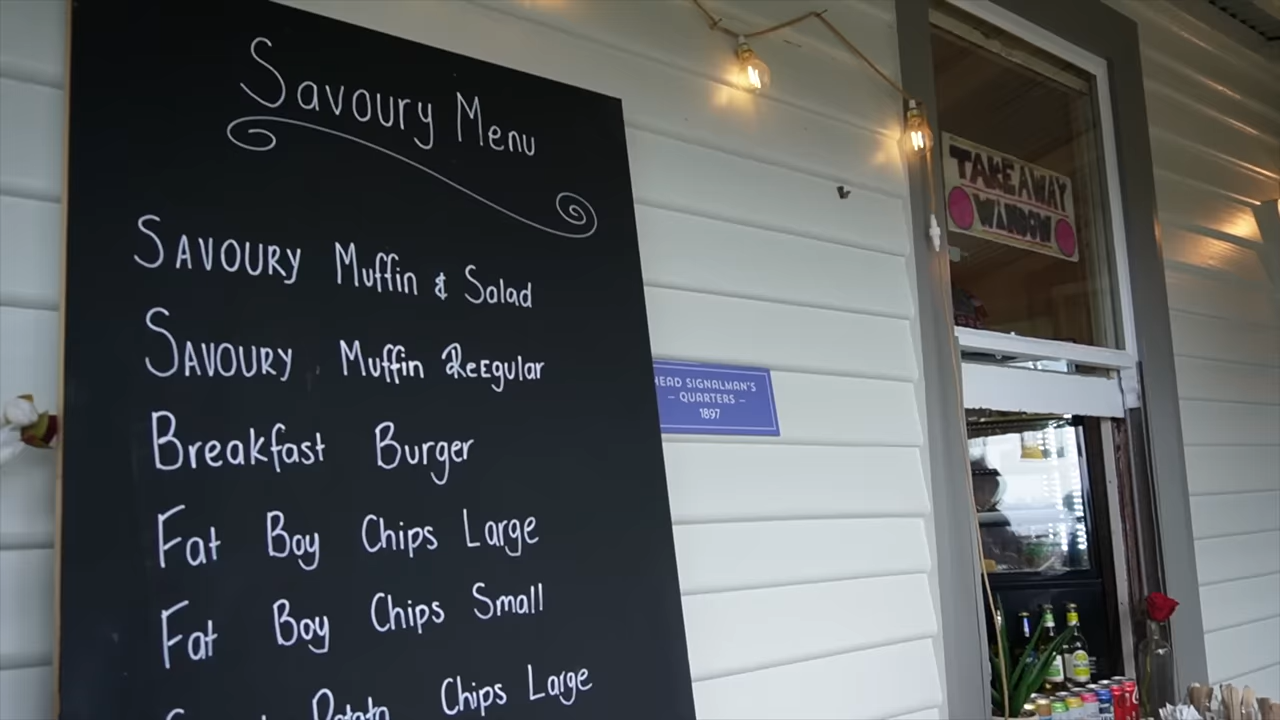 Savoury Menu
SAVOURY Muffin & Salad
SAVOURY Muffin REEgular
Breakfast Burger
Fat Boy Chips Large
Fat Boy Chips Small
Potato Chips Large
HEAD SIGNALMAN'S
– QUARTERS –
1897
TAKEAWAY
WINDOW